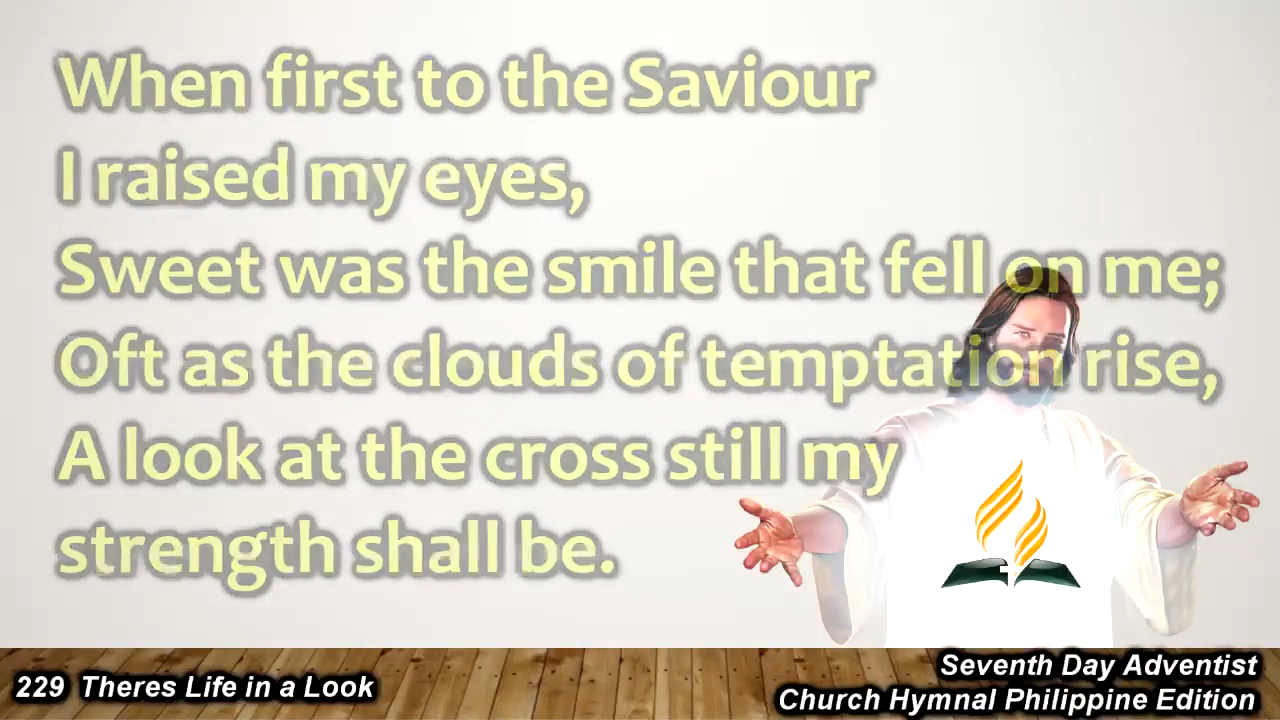 When first to the Saviour
I raised my eyes,
Sweet was the smile that fell on me;
Oft as the clouds of temptation rise,
A look at the cross still my
strength shall be.
229 Theres Life in a Look
Seventh Day Adventist
Church Hymnal Philippine Edition